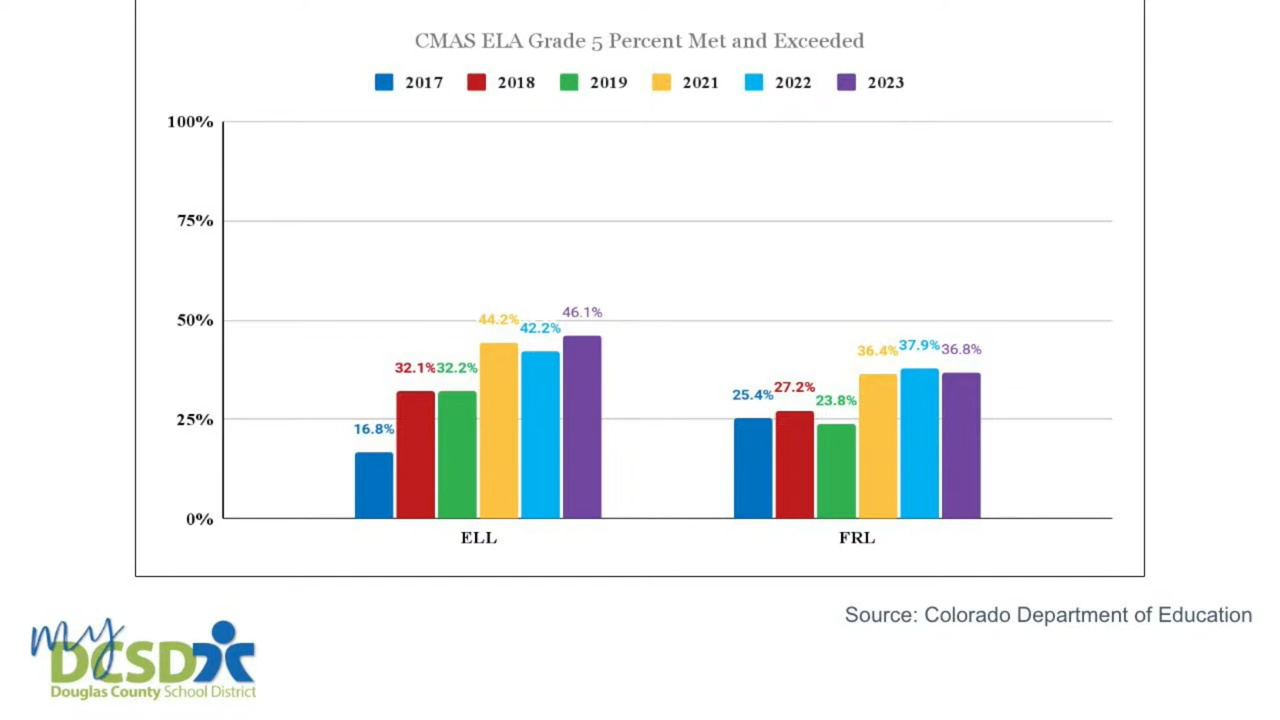 CMAS ELA Grade 5 Percent Met and Exceeded
2017 2018 2019 2021 2022 2023
100%
75%
50%
25%
0%
16.8% 32.1% 32.2% 44.2% 42.2% 46.1%
25.4% 27.2% 23.8% 36.4% 37.9% 36.8%
ELL FRL
Source: Colorado Department of Education
my
DCSD
Douglas County School District